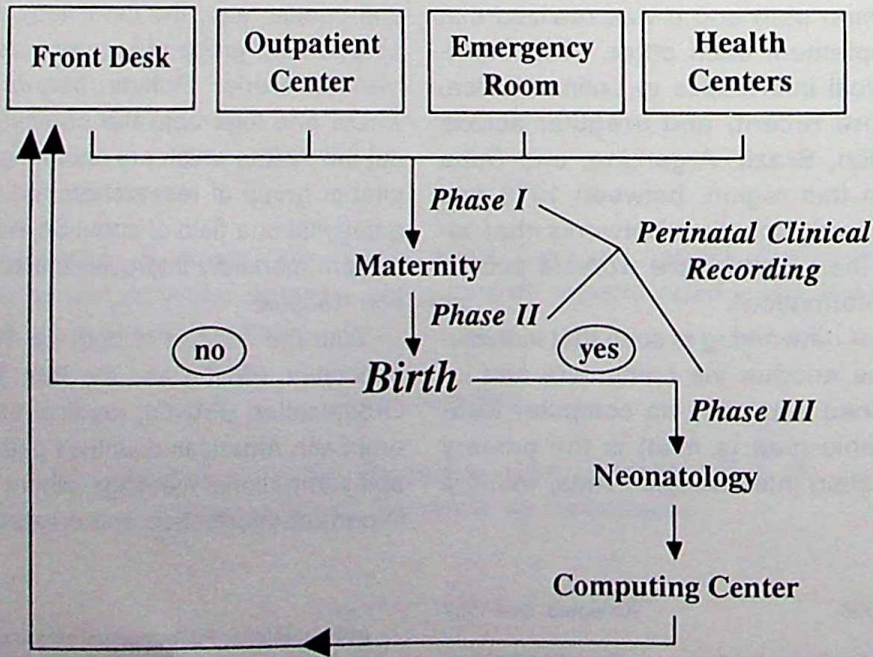 Front Desk
Outpatient
Center
Emergency
Room
Health
Centers
Phase I
Perinatal Clinical
Recording
Maternity
Phase II
no
yes
Birth
Phase III
Neonatology
Computing Center